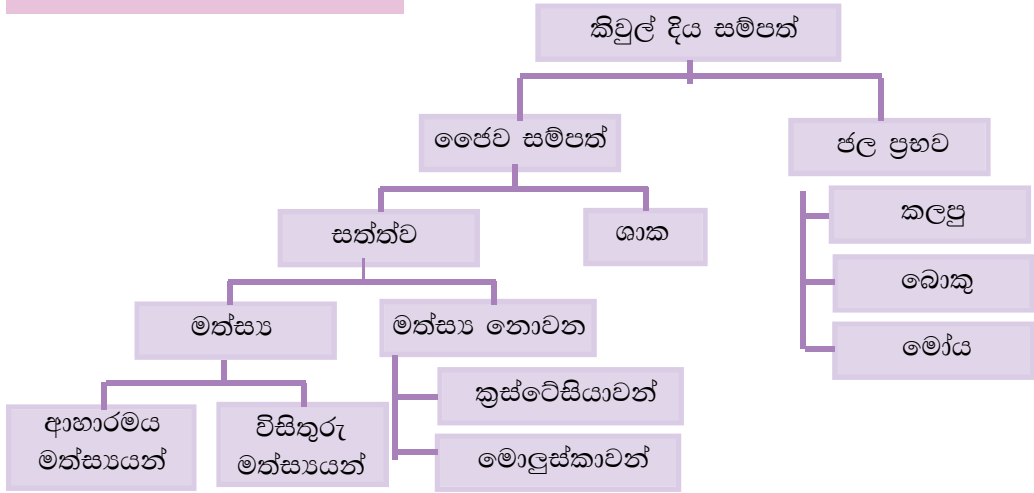 කිවුල් දිය සම්පත්
ජෛව සම්පත්
ජල ප්‍රභව
සත්ත්ව
ශාක
කලපු
බොකු
මෝය
මත්ස්‍ය
මත්ස්‍ය නොවන
ක්‍රස්ටේසියාවන්
මොලුස්කාවන්
ආහාරමය
මත්ස්‍යයන්
විසිතුරු
මත්ස්‍යයන්